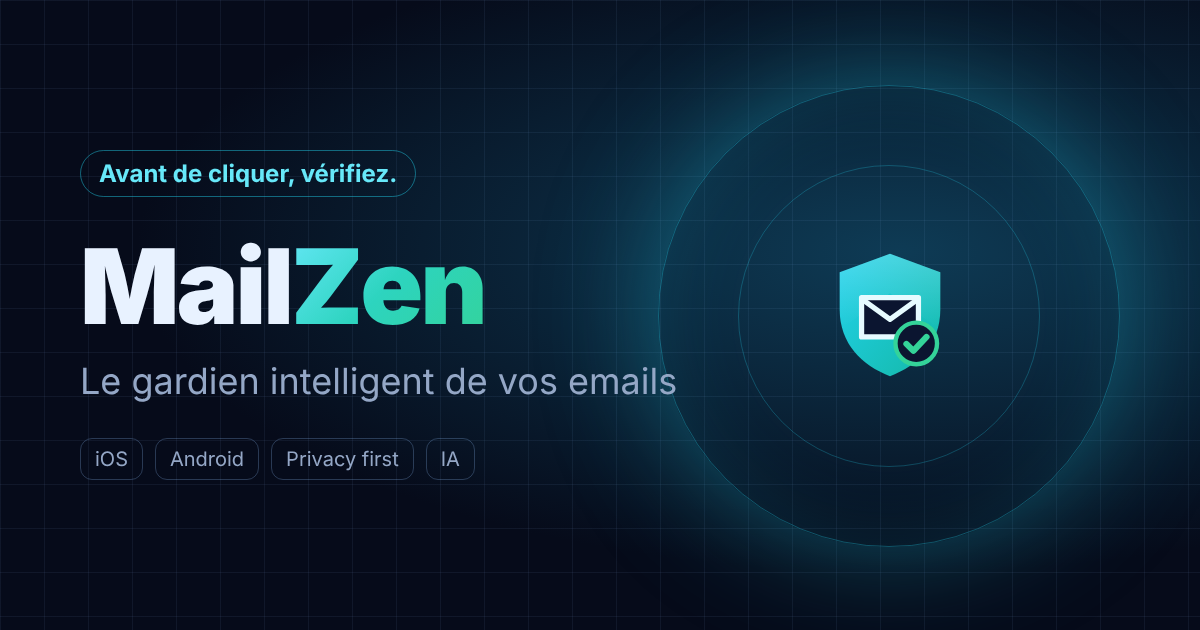 Avant de cliquer, vérifiez.
MailZen
Le gardien intelligent de vos emails
iOS Android Privacy first IA